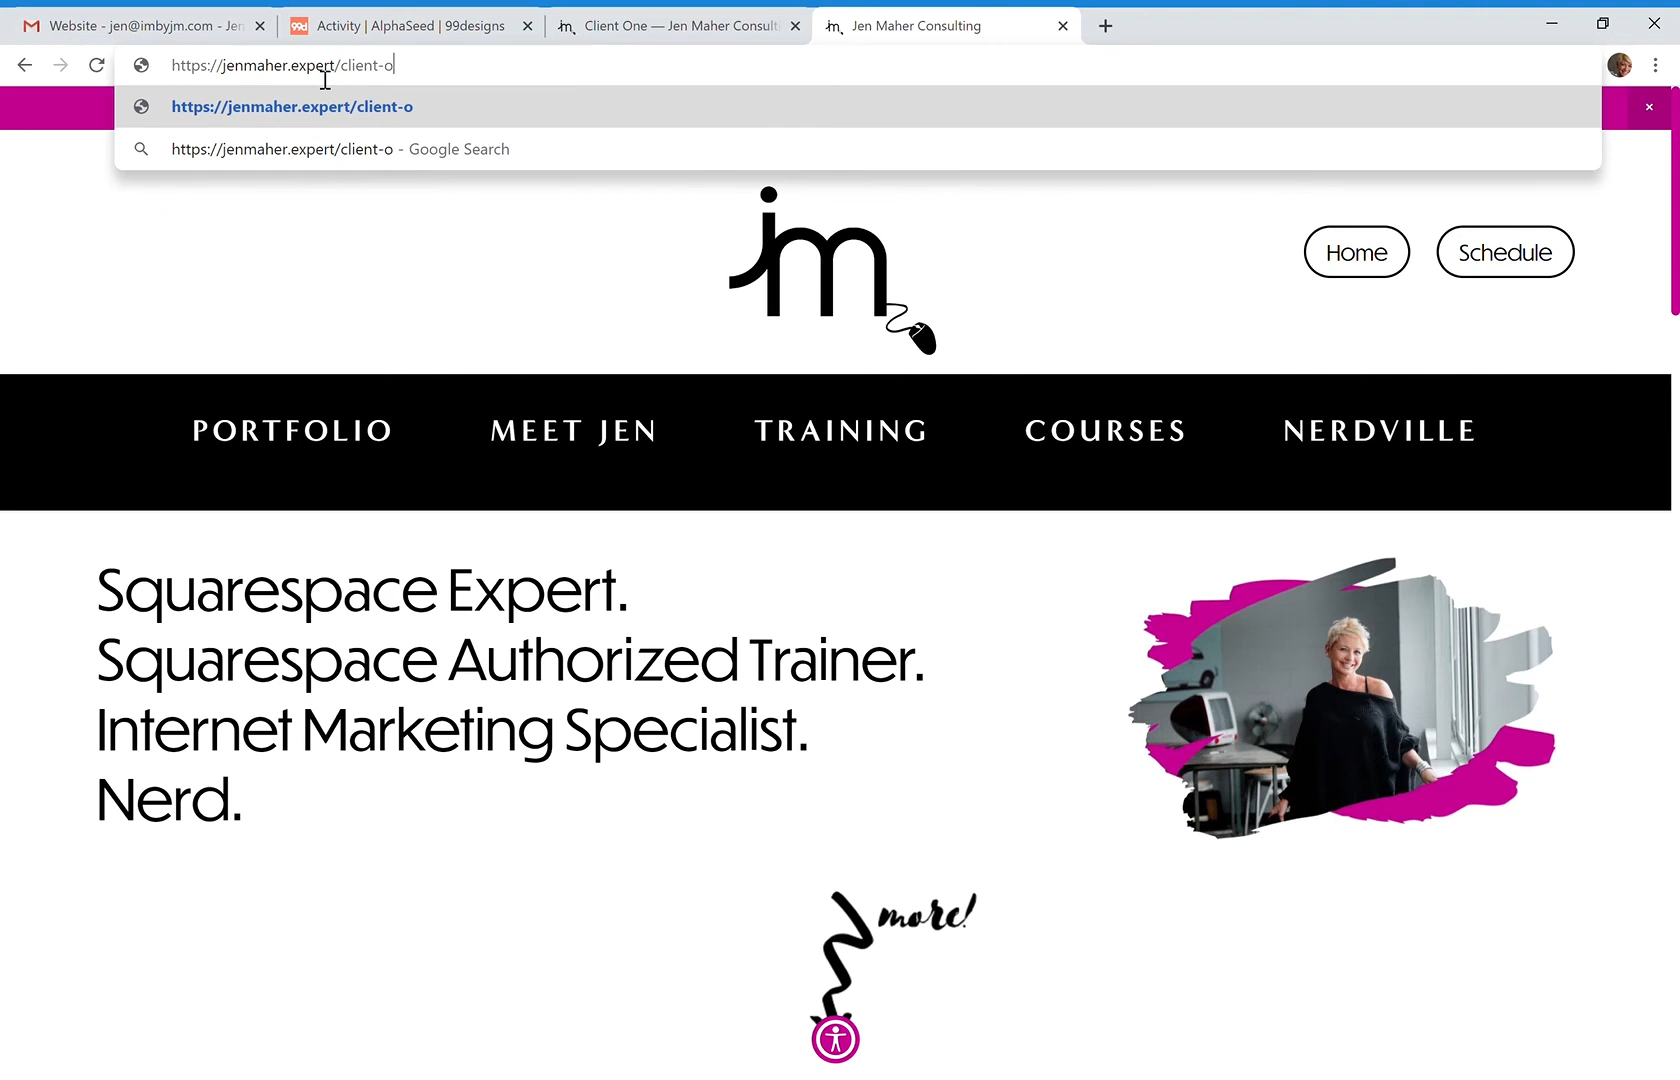 Website - jen@imbyjm.com - Jen
Activity | AlphaSeed | 99designs
Client One — Jen Maher Consulti
Jen Maher Consulting
https://jenmaher.expert/client-o
https://jenmaher.expert/client-o
https://jenmaher.expert/client-o - Google Search
jm
Home
Schedule
PORTFOLIO
MEET JEN
TRAINING
COURSES
NERDVILLE
Squarespace Expert.
Squarespace Authorized Trainer.
Internet Marketing Specialist.
Nerd.
more!